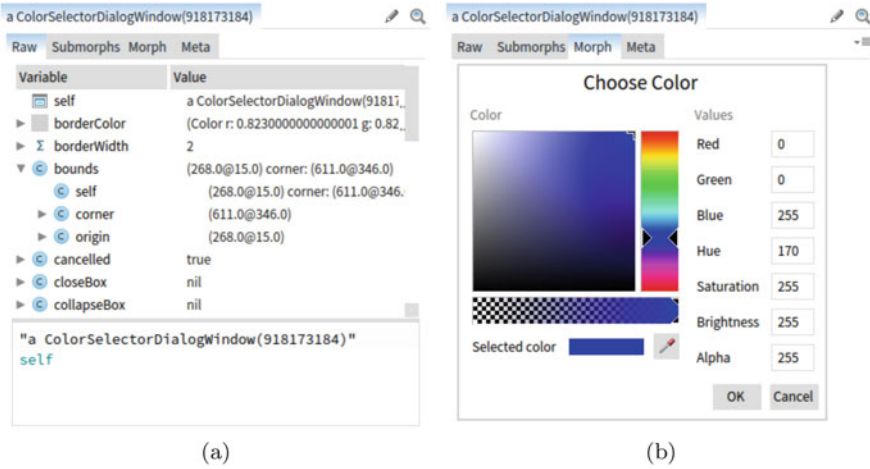 a ColorSelectorDialogWindow(918173184)
Raw Submorphs Morph Meta
Variable Value
self a ColorSelectorDialogWindow(91817...
borderColor (Color r: 0.8230000000000001 g: 0.82...
Σ borderWidth 2
C bounds (268.0@15.0) corner: (611.0@346.0)
C self (268.0@15.0) corner: (611.0@346.
C corner (611.0@346.0)
C origin (268.0@15.0)
C cancelled true
C closeBox nil
C collapseBox nil
"a ColorSelectorDialogWindow(918173184)"
self
(a)
a ColorSelectorDialogWindow(918173184)
Raw Submorphs Morph Meta
Choose Color
Color Values
Red 0
Green 0
Blue 255
Hue 170
Saturation 255
Brightness 255
Selected color
Alpha 255
OK Cancel
(b)